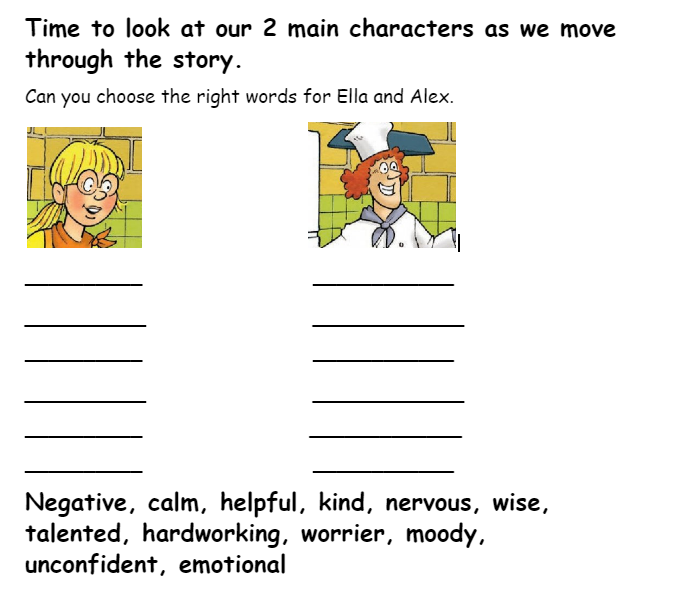 Time to look at our 2 main characters as we move
through the story.
Can you choose the right words for Ella and Alex.
Negative, calm, helpful, kind, nervous, wise,
talented, hardworking, worrier, moody,
unconfident, emotional